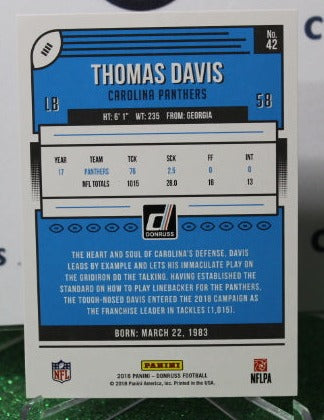 No.
42
THOMAS DAVIS
CAROLINA PANTHERS
LB
58
HT: 6' 1" WT: 235 FROM: GEORGIA
YEAR TEAM TCK SCK FF INT
17 PANTHERS 76 2.5 0 0
NFL TOTALS 1015 28.0 16 13
DONRUSS
THE HEART AND SOUL OF CAROLINA'S DEFENSE, DAVIS
LEADS BY EXAMPLE AND LETS HIS IMMACULATE PLAY ON
THE GRIDIRON DO THE TALKING. HAVING ESTABLISHED THE
STANDARD ON HOW TO PLAY LINEBACKER FOR THE PANTHERS,
THE TOUGH-NOSED DAVIS ENTERED THE 2018 CAMPAIGN AS
THE FRANCHISE LEADER IN TACKLES (1,015).
BORN: MARCH 22, 1983
NFL
PANINI
NFLPA
2018 PANINI - DONRUSS FOOTBALL
© 2018 Panini America, Inc. Printed in the USA.